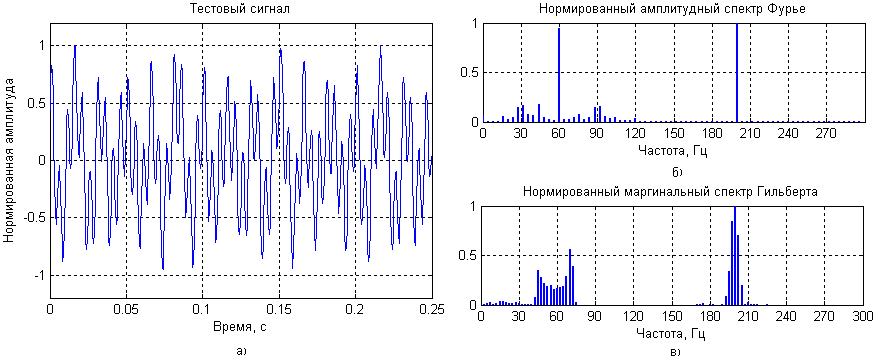 Тестовый сигнал
Нормированная амплитуда
1
0.5
0
-0.5
-1
0 0.05 0.1 0.15 0.2 0.25
Время, с
а)
Нормированный амплитудный спектр Фурье
1
0.5
0
0 30 60 90 120 150 180 210 240 270
Частота, Гц
б)
Нормированный маргинальный спектр Гильберта
1
0.5
0
0 30 60 90 120 150 180 210 240 270 300
Частота, Гц
в)